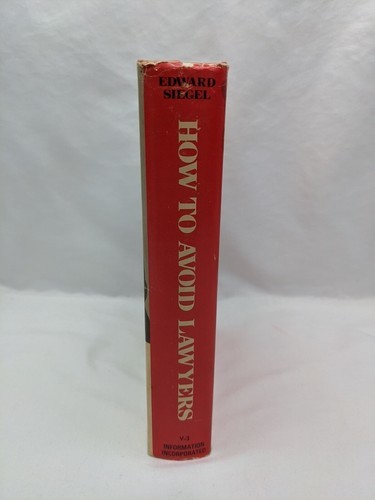 EDWARD
SIEGEL
HOW TO AVOID LAWYERS
V-3
INFORMATION
INCORPORATED